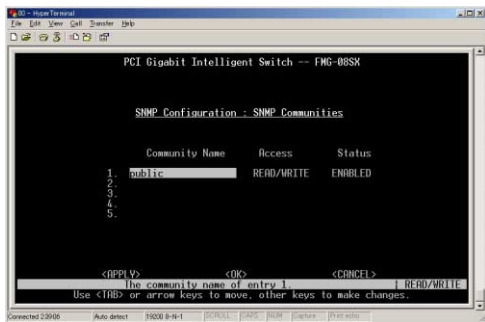 80 - HyperTerminal
File Edit View Call Transfer Help
PCI Gigabit Intelligent Switch -- FMG-08SX
SNMP Configuration : SNMP Communities
Community Name Access Status
1. public READ/WRITE ENABLED
2.
3.
4.
5.
<APPLY> <OK> <CANCEL>
The community name of entry 1. | READ/WRITE
Use <TAB> or arrow keys to move, other keys to make changes.
Connected 2:39:06 Auto detect 19200 8-N-1 SCROLL CAPS NUM Capture Print echo